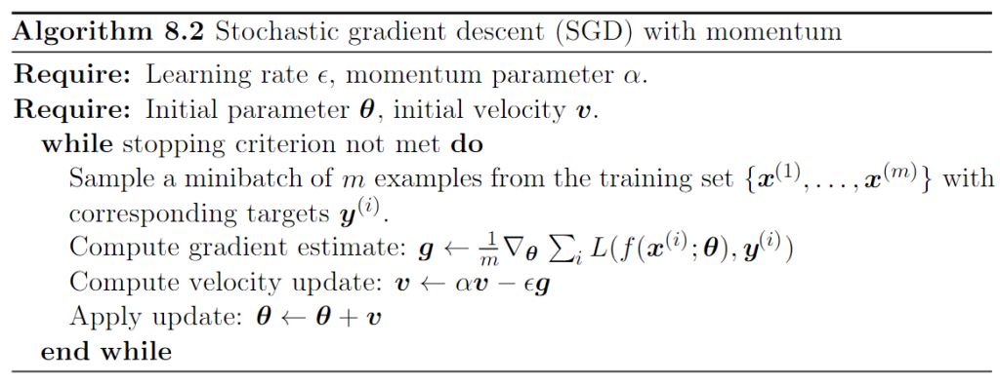 Algorithm 8.2 Stochastic gradient descent (SGD) with momentum
Require: Learning rate ϵ, momentum parameter α.
Require: Initial parameter θ, initial velocity v.
while stopping criterion not met do
Sample a minibatch of m examples from the training set {x⁽¹⁾, . . . , x⁽ᵐ⁾} with
corresponding targets y⁽ⁱ⁾.
Compute gradient estimate: g ← 1/m ∇_θ ∑ᵢ L(f(x⁽ⁱ⁾; θ), y⁽ⁱ⁾)
Compute velocity update: v ← αv − ϵg
Apply update: θ ← θ + v
end while